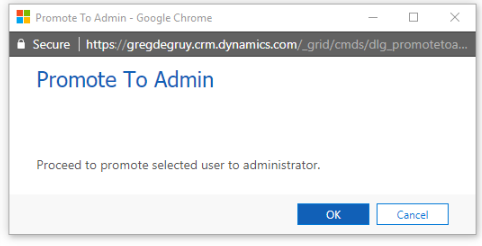 Promote To Admin - Google Chrome
Secure | https://gregdegruy.crm.dynamics.com/_grid/cmds/dlg_promotetoa...
Promote To Admin
Proceed to promote selected user to administrator.
OK Cancel